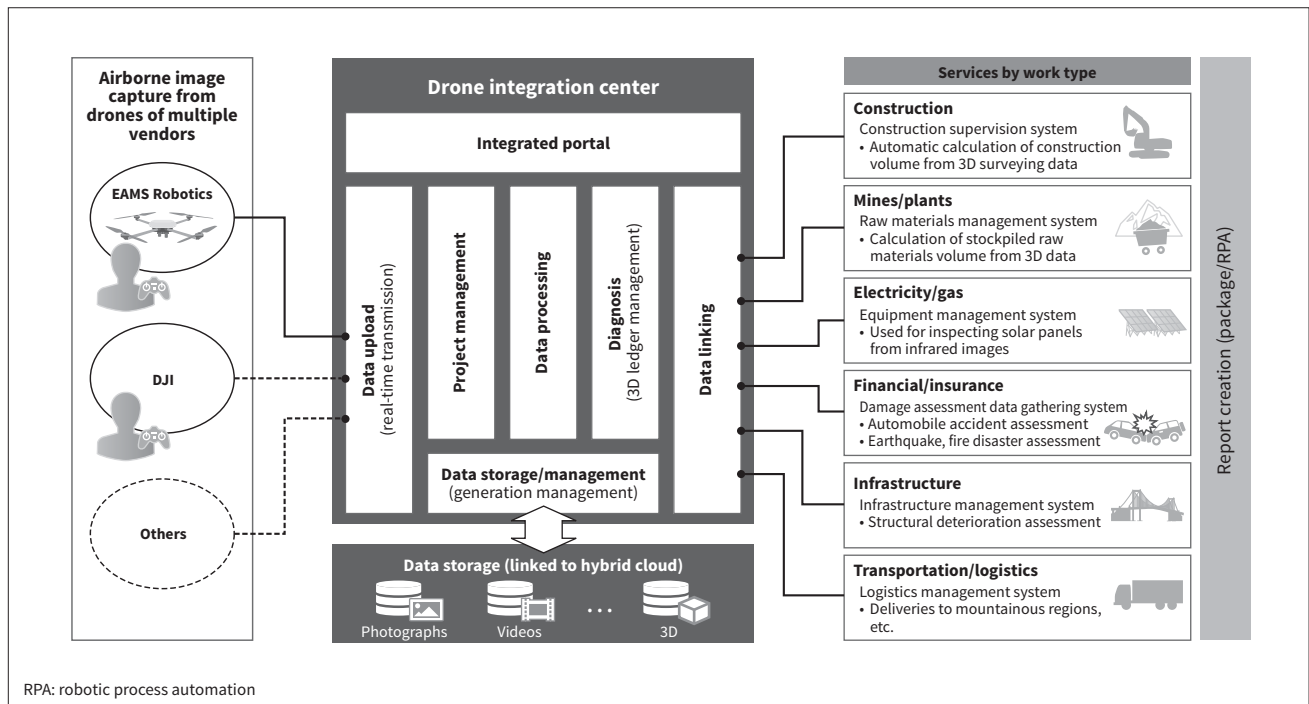 Airborne image
capture from
drones of multiple
vendors
EAMS Robotics
DJI
Others
Drone integration center
Integrated portal
Data upload
(real-time transmission)
Project management
Data processing
Diagnosis
(3D ledger management)
Data linking
Data storage/management
(generation management)
Data storage (linked to hybrid cloud)
Photographs
Videos
...
3D
Services by work type
Construction
Construction supervision system
• Automatic calculation of construction
volume from 3D surveying data
Mines/plants
Raw materials management system
• Calculation of stockpiled raw
materials volume from 3D data
Electricity/gas
Equipment management system
• Used for inspecting solar panels
from infrared images
Financial/insurance
Damage assessment data gathering system
• Automobile accident assessment
• Earthquake, fire disaster assessment
Infrastructure
Infrastructure management system
• Structural deterioration assessment
Transportation/logistics
Logistics management system
• Deliveries to mountainous regions,
etc.
Report creation (package/RPA)
RPA: robotic process automation